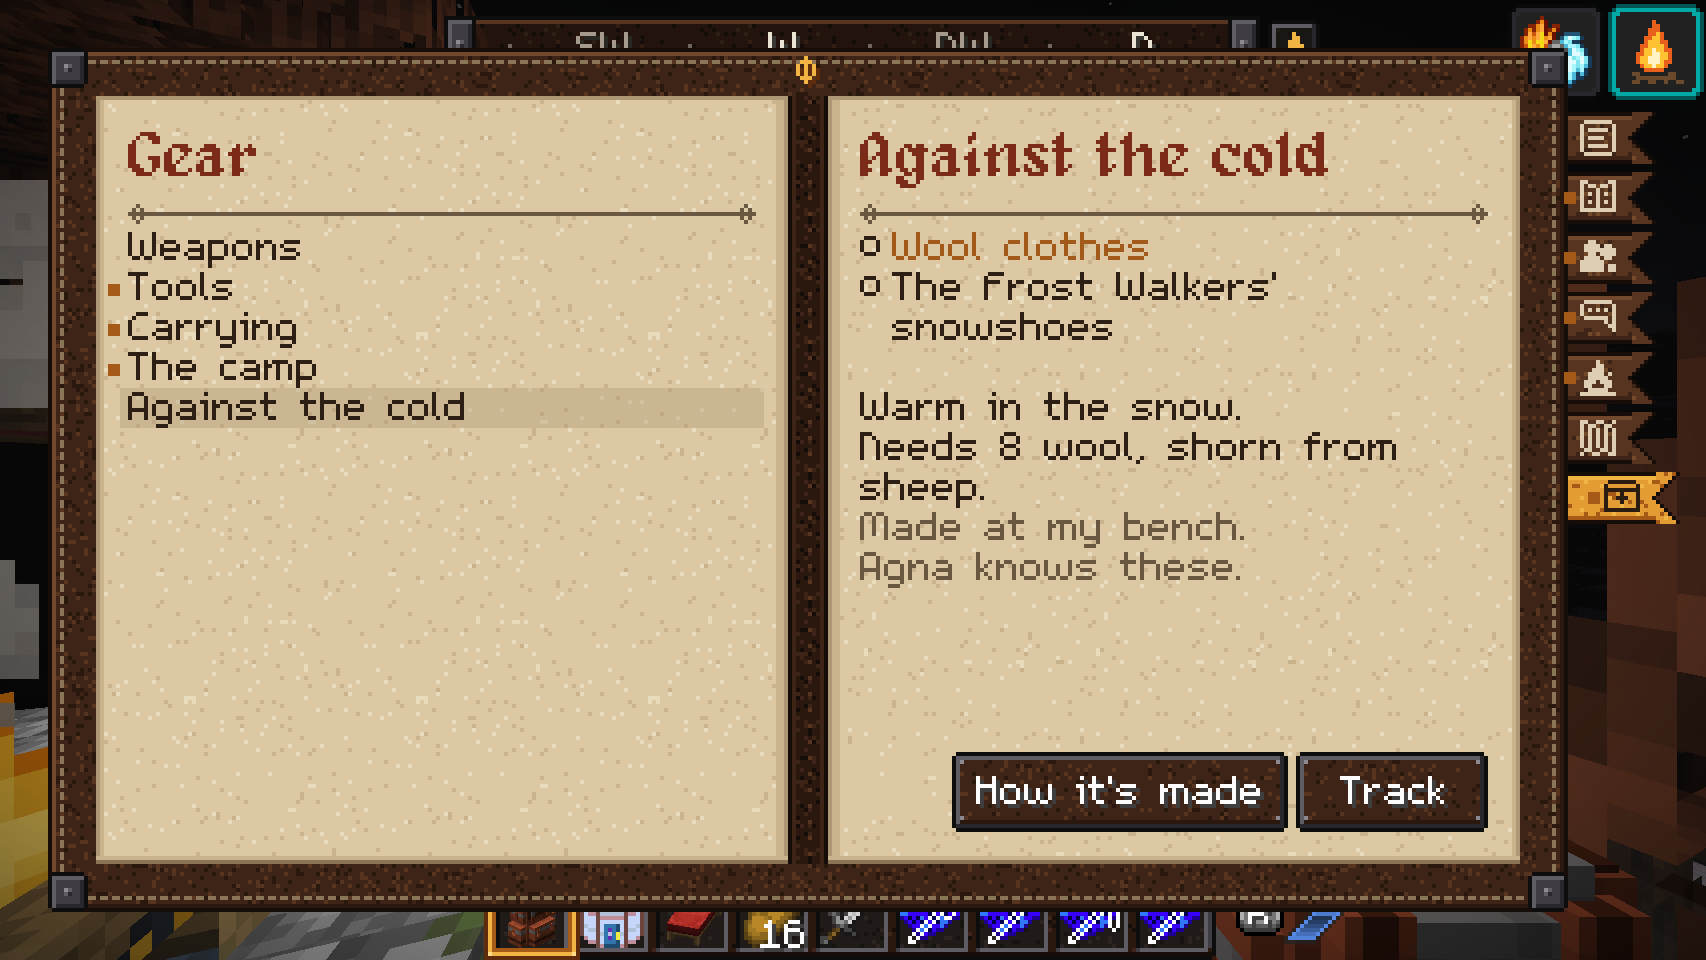 Gear
Weapons
Tools
Carrying
The camp
Against the cold
Against the cold
Wool clothes
The Frost Walkers'
snowshoes
Warm in the snow.
Needs 8 wool, shorn from
sheep.
Made at my bench.
Agna knows these.
How it's made
Track
16